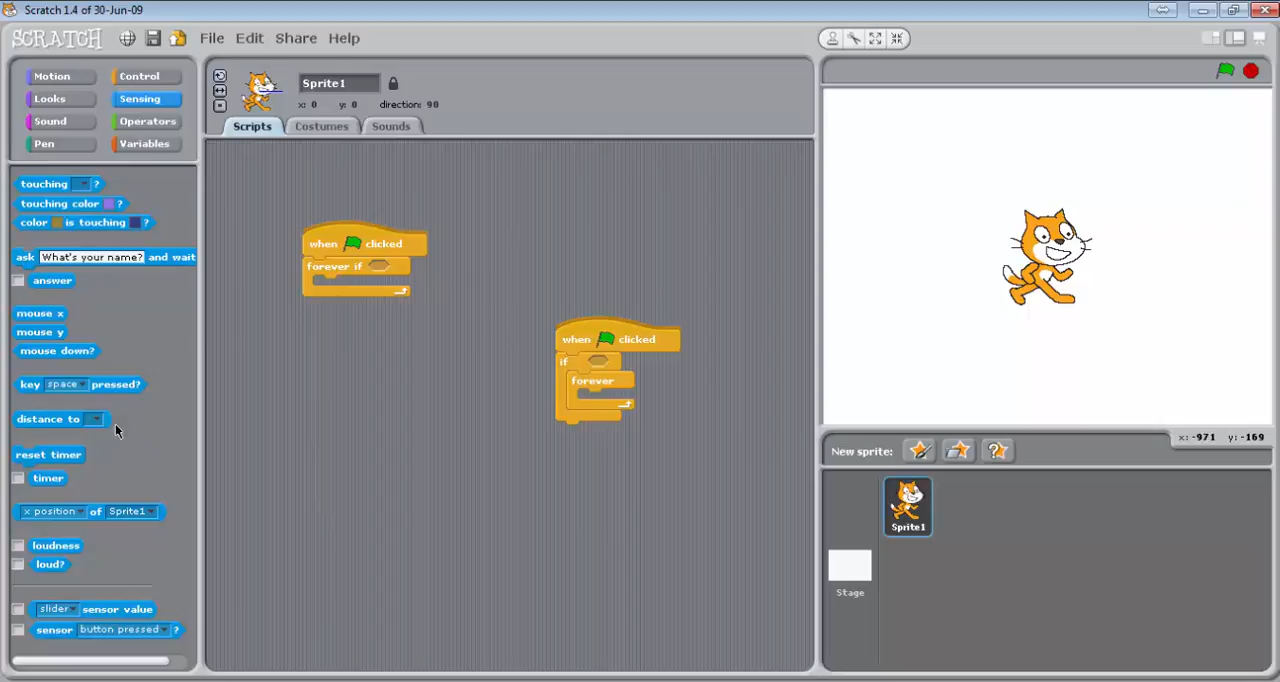 Scratch 1.4 of 30-Jun-09
SCRATCH File Edit Share Help
Motion Control
Looks Sensing
Sound Operators
Pen Variables
touching ?
touching color ?
color is touching ?
ask What's your name? and wait
answer
mouse x
mouse y
mouse down?
key space pressed?
distance to
reset timer
timer
x position of Sprite1
loudness
loud?
slider sensor value
sensor button pressed ?
Sprite1
x: 0 y: 0 direction: 90
Scripts Costumes Sounds
when clicked
forever if
when clicked
if
forever
x: -971 y: -169
New sprite:
Sprite1
Stage